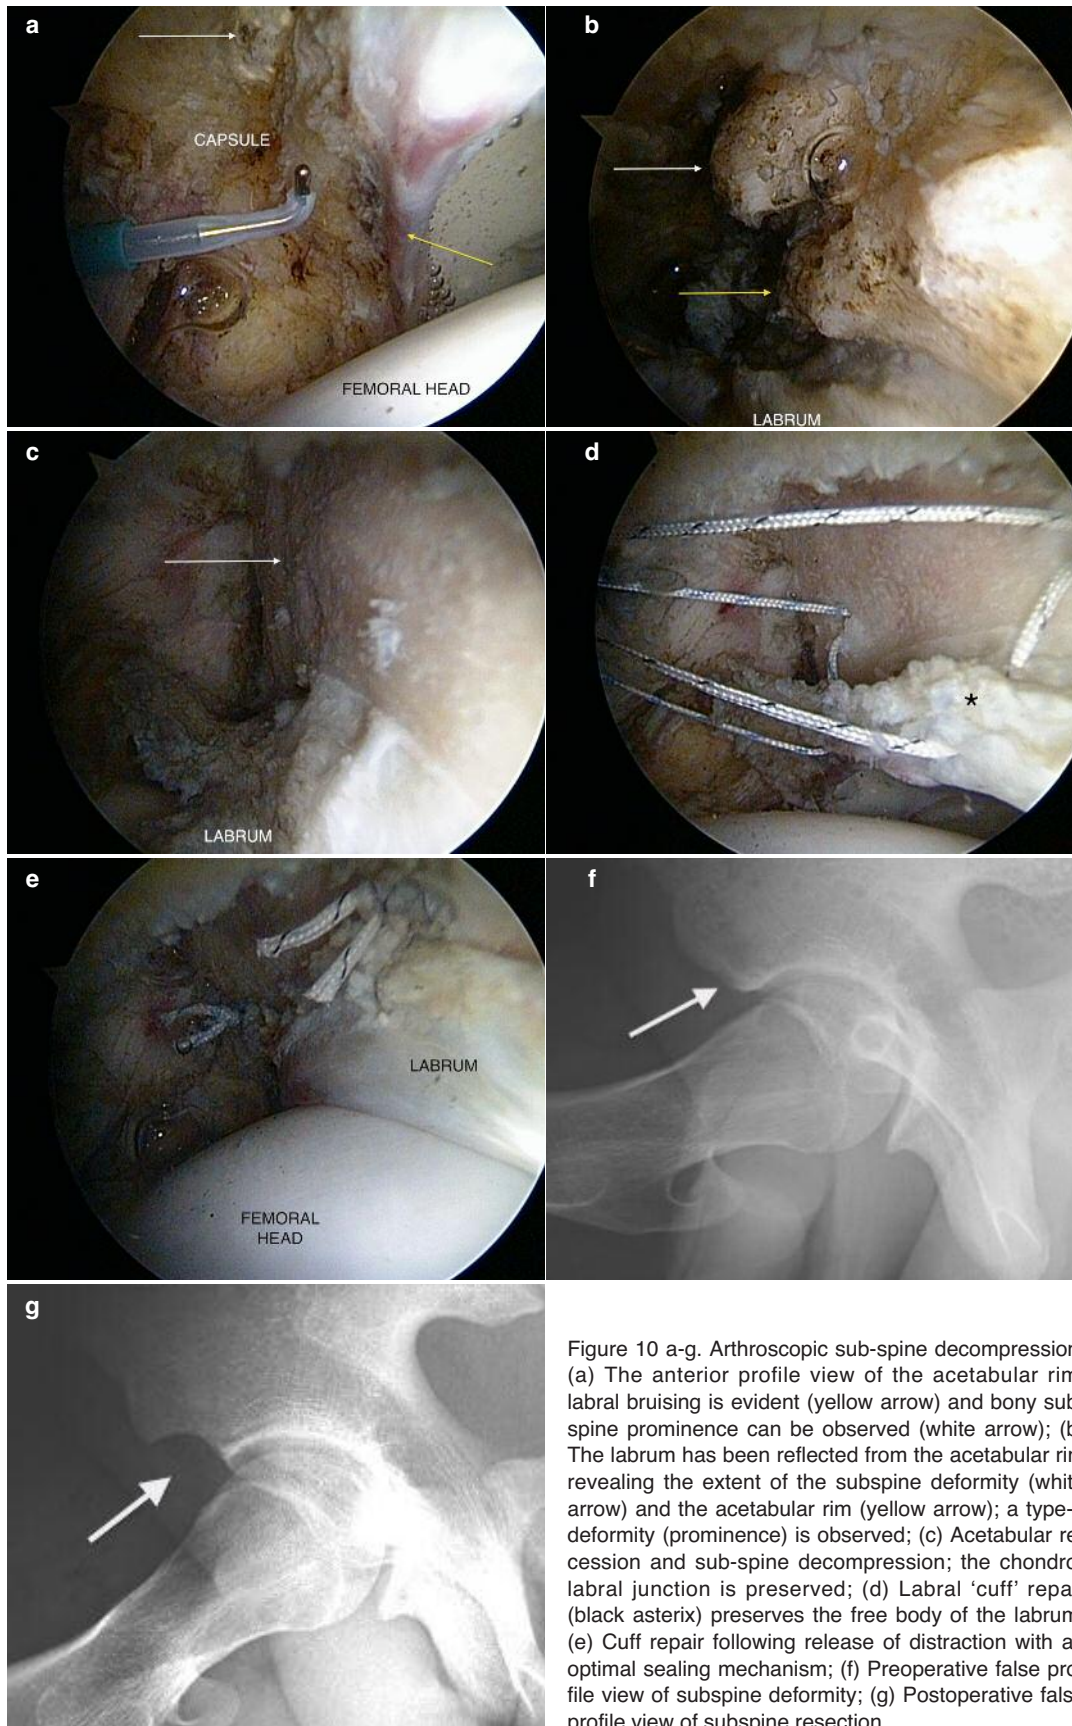 a
CAPSULE
FEMORAL HEAD
b
LABRUM
c
LABRUM
d
*
e
LABRUM
FEMORAL
HEAD
f
g
Figure 10 a-g. Arthroscopic sub-spine decompression
(a) The anterior profile view of the acetabular rim
labral bruising is evident (yellow arrow) and bony sub
spine prominence can be observed (white arrow); (b
The labrum has been reflected from the acetabular rim
revealing the extent of the subspine deformity (whit
arrow) and the acetabular rim (yellow arrow); a type-
deformity (prominence) is observed; (c) Acetabular re
cession and sub-spine decompression; the chondro
labral junction is preserved; (d) Labral ‘cuff’ repa
(black asterix) preserves the free body of the labrum
(e) Cuff repair following release of distraction with a
optimal sealing mechanism; (f) Preoperative false pro
file view of subspine deformity; (g) Postoperative fals
profile view of subspine resection